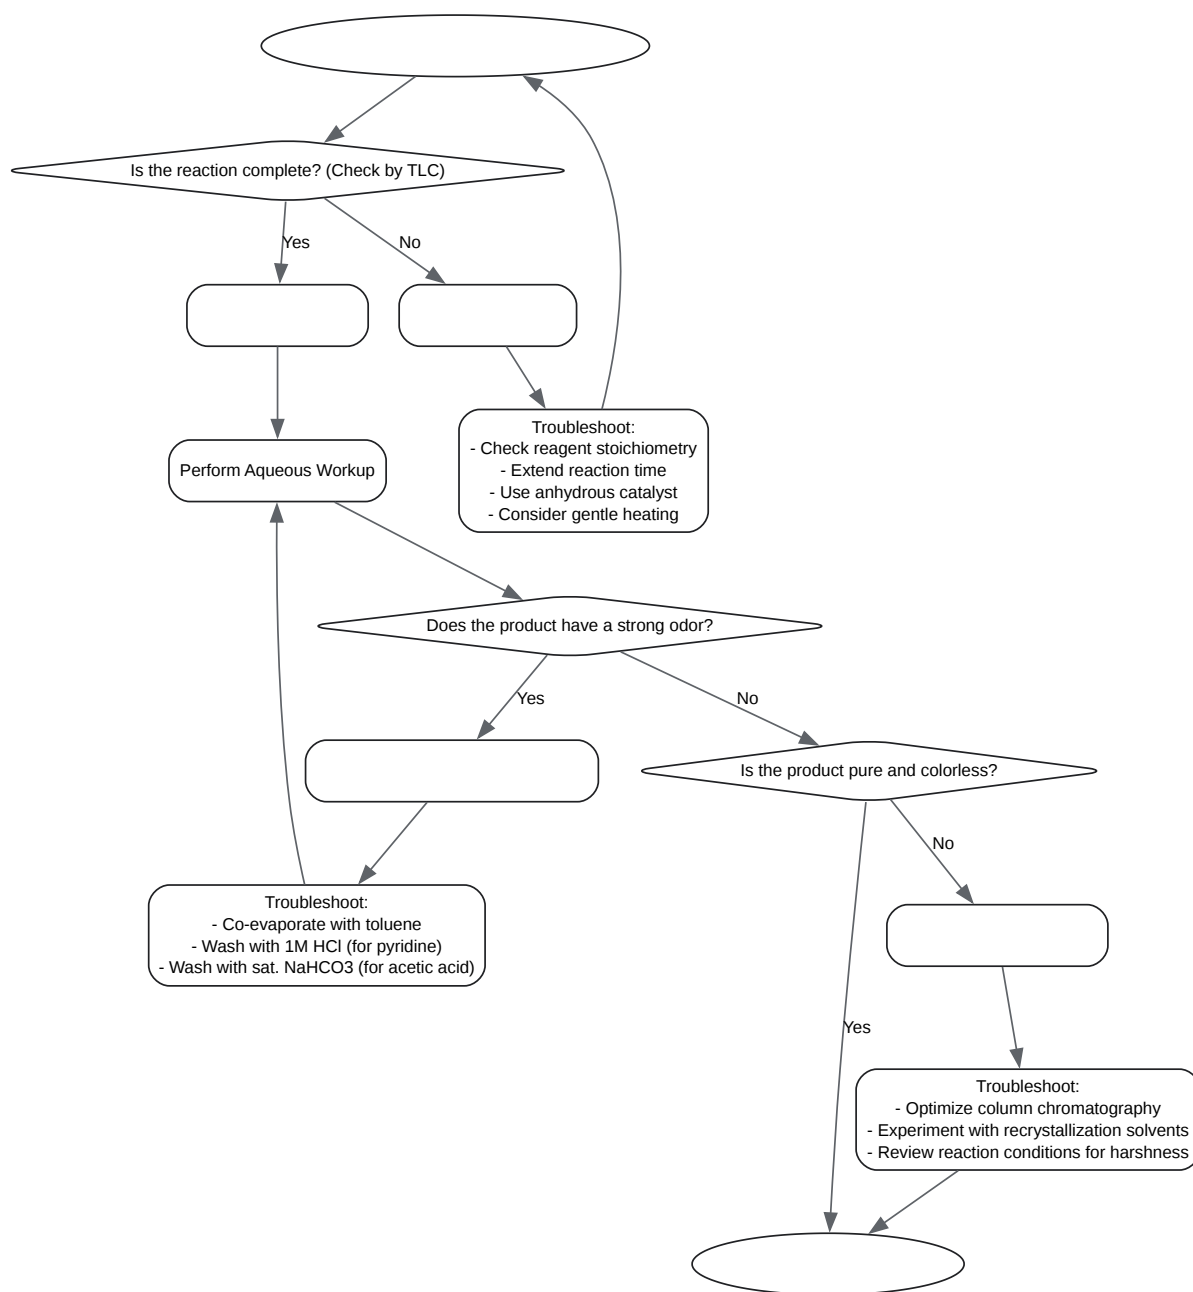 Is the reaction complete? (Check by TLC)
Yes
No
Troubleshoot:
- Check reagent stoichiometry
- Extend reaction time
- Use anhydrous catalyst
- Consider gentle heating
Perform Aqueous Workup
Does the product have a strong odor?
Yes
No
Is the product pure and colorless?
No
Troubleshoot:
- Co-evaporate with toluene
- Wash with 1M HCl (for pyridine)
- Wash with sat. NaHCO3 (for acetic acid)
Yes
Troubleshoot:
- Optimize column chromatography
- Experiment with recrystallization solvents
- Review reaction conditions for harshness